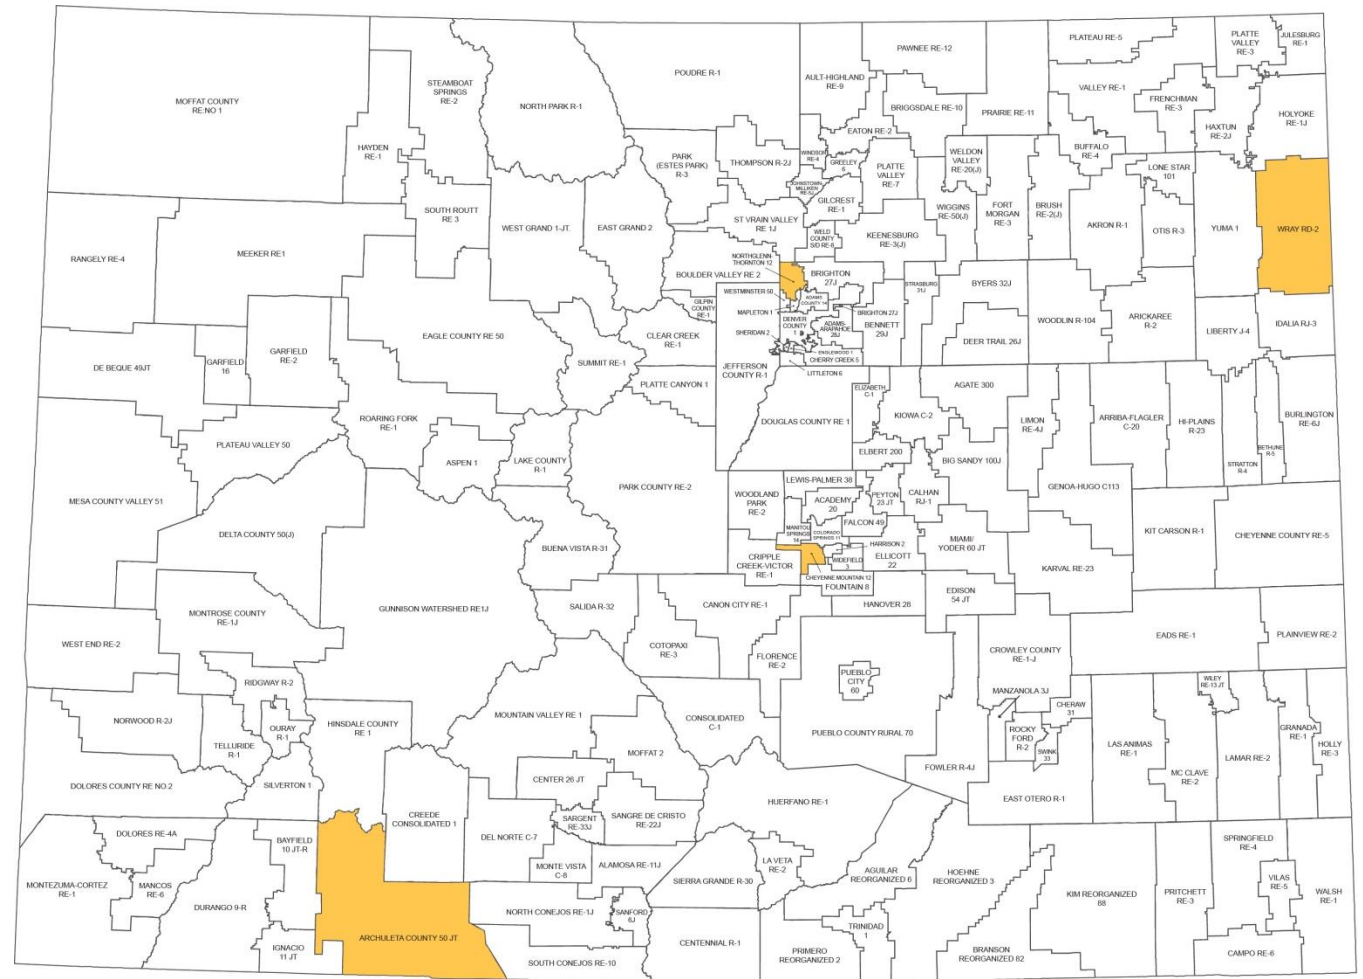 MOFFAT COUNTY
RE:NO 1
STEAMBOAT
SPRINGS
RE-2
NORTH PARK R-1
POUDRE R-1
AULT-HIGHLAND
RE-9
PAWNEE RE-12
PLATEAU RE-5
PLATTE
VALLEY
RE-3
JULESBURG
RE-1
HAYDEN
RE-1
BRIGGSDALE RE-10
PRAIRIE RE-11
VALLEY RE-1
FRENCHMAN
RE-3
HAXTUN
RE-2J
HOLYOKE
RE-1J
PARK
(ESTES PARK)
R-3
THOMPSON R-2J
EATON RE-2
WINDSOR
RE-4
GREELEY
6
PLATTE
VALLEY
RE-7
WELDON
VALLEY
RE-20(J)
BUFFALO
RE-4
LONE STAR
101
JOHNSTOWN-
MILLIKEN
RE-5J
GILCREST
RE-1
WIGGINS
RE-50(J)
FORT
MORGAN
RE-3
BRUSH
RE-2(J)
AKRON R-1
OTIS R-3
YUMA 1
WRAY RD-2
SOUTH ROUTT
RE 3
WEST GRAND 1-JT.
EAST GRAND 2
ST VRAIN VALLEY
RE 1J
WELD
COUNTY
S/D RE-8
KEENESBURG
RE-3(J)
RANGELY RE-4
MEEKER RE1
NORTHGLENN-
THORNTON 12
BOULDER VALLEY RE 2
BRIGHTON
27J
STRASBURG
31J
BYERS 32J
WESTMINSTER 50
ADAMS
COUNTY 14
GILPIN
COUNTY
RE-1
MAPLETON 1
BRIGHTON 27J
WOODLIN R-104
ARICKAREE
R-2
LIBERTY J-4
IDALIA RJ-3
EAGLE COUNTY RE 50
CLEAR CREEK
RE-1
SHERIDAN 2
DENVER
COUNTY
1
ADAMS-
ARAPAHOE
28J
BENNETT
29J
DEER TRAIL 26J
GARFIELD
RE-2
GARFIELD
16
DE BEQUE 49JT
SUMMIT RE-1
ENGLEWOOD 1
CHERRY CREEK 5
LITTLETON 6
JEFFERSON
COUNTY R-1
PLATTE CANYON 1
ELIZABETH
C-1
AGATE 300
ROARING FORK
RE-1
DOUGLAS COUNTY RE 1
KIOWA C-2
LIMON
RE-4J
ARRIBA-FLAGLER
C-20
HI-PLAINS
R-23
BURLINGTON
RE-6J
PLATEAU VALLEY 50
ASPEN 1
LAKE COUNTY
R-1
ELBERT 200
BIG SANDY 100J
STRATTON
R-4
BETHUNE
R-5
MESA COUNTY VALLEY 51
PARK COUNTY RE-2
LEWIS-PALMER 38
WOODLAND
PARK
RE-2
ACADEMY
20
PEYTON
23 JT
CALHAN
RJ-1
GENOA-HUGO C113
DELTA COUNTY 50(J)
BUENA VISTA R-31
MANITOU
SPRINGS
14
COLORADO
SPRINGS 11
FALCON 49
KIT CARSON R-1
CHEYENNE COUNTY RE-5
HARRISON 2
CRIPPLE
CREEK-VICTOR
RE-1
WIDEFIELD
3
ELLICOTT
22
MIAMI/
YODER 60 JT
KARVAL RE-23
CHEYENNE MOUNTAIN 12
FOUNTAIN 8
GUNNISON WATERSHED RE1J
SALIDA R-32
CANON CITY RE-1
HANOVER 28
EDISON
54 JT
MONTROSE COUNTY
RE-1J
WEST END RE-2
COTOPAXI
RE-3
FLORENCE
RE-2
CROWLEY COUNTY
RE-1-J
EADS RE-1
PLAINVIEW RE-2
RIDGWAY R-2
PUEBLO
CITY
60
MANZANOLA 3J
WILEY
RE-13 JT
NORWOOD R-2J
TELLURIDE
R-1
OURAY
R-1
HINSDALE COUNTY
RE 1
MOUNTAIN VALLEY RE 1
CONSOLIDATED
C-1
PUEBLO COUNTY RURAL 70
CHERAW
31
ROCKY
FORD
R-2
SWINK
33
LAS ANIMAS
RE-1
MC CLAVE
RE-2
LAMAR RE-2
GRANADA
RE-1
HOLLY
RE-3
MOFFAT 2
FOWLER R-4J
DOLORES COUNTY RE NO.2
SILVERTON 1
CENTER 26 JT
EAST OTERO R-1
CREEDE
CONSOLIDATED 1
HUERFANO RE-1
DOLORES RE-4A
BAYFIELD
10 JT-R
DEL NORTE C-7
SARGENT
RE-33J
SANGRE DE CRISTO
RE-22J
SPRINGFIELD
RE-4
MONTE VISTA
C-8
ALAMOSA RE-11J
LA VETA
RE-2
MONTEZUMA-CORTEZ
RE-1
MANCOS
RE-6
SIERRA GRANDE R-30
AGUILAR
REORGANIZED 6
HOEHNE
REORGANIZED 3
KIM REORGANIZED
88
PRITCHETT
RE-3
VILAS
RE-5
WALSH
RE-1
DURANGO 9-R
NORTH CONEJOS RE-1J
SANFORD
6J
TRINIDAD
1
ARCHULETA COUNTY 50 JT
IGNACIO
11 JT
CENTENNIAL R-1
PRIMERO
REORGANIZED 2
BRANSON
REORGANIZED 82
CAMPO RE-6
SOUTH CONEJOS RE-10